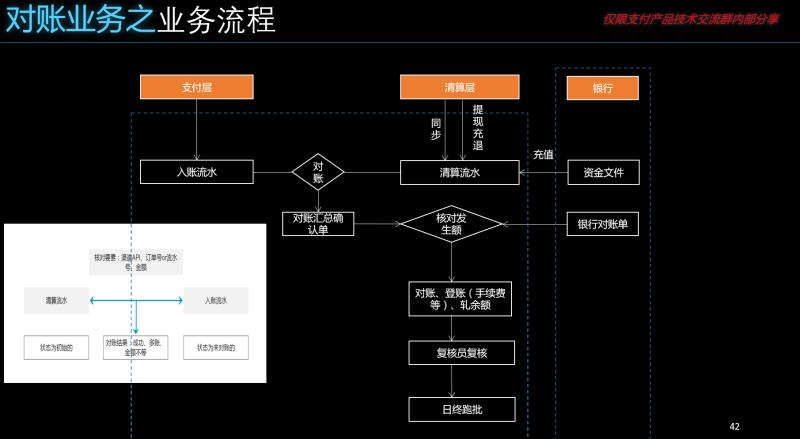 对账业务之业务流程
仅限支付产品技术交流群内部分享
支付层
清算层
银行
同
步
提
现
充
退
充值
入账流水
对
账
清算流水
资金文件
对账汇总确
认单
核对发
生额
银行对账单
核对要素：渠道API、订单号or流水
号、金额
清算流水
入账流水
状态为初始的
对账结果：成功、多账、
金额不等
状态为未对账的
对账、登账（手续费
等）、轧余额
复核员复核
日终跑批
42